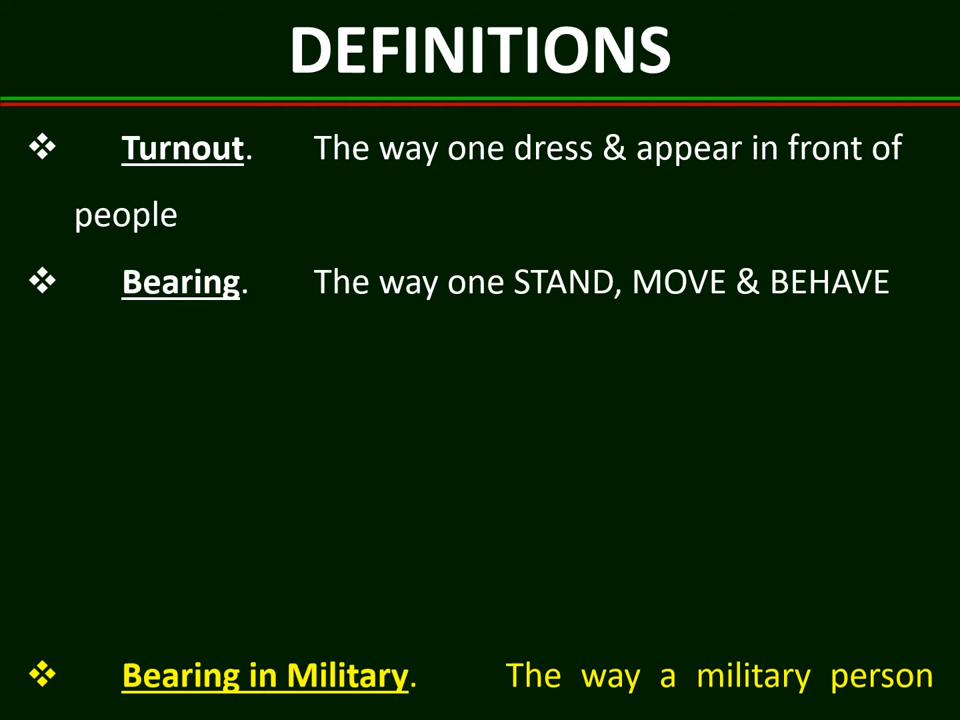 DEFINITIONS
❖ Turnout. The way one dress & appear in front of
people
❖ Bearing. The way one STAND, MOVE & BEHAVE
❖ Bearing in Military. The way a military person